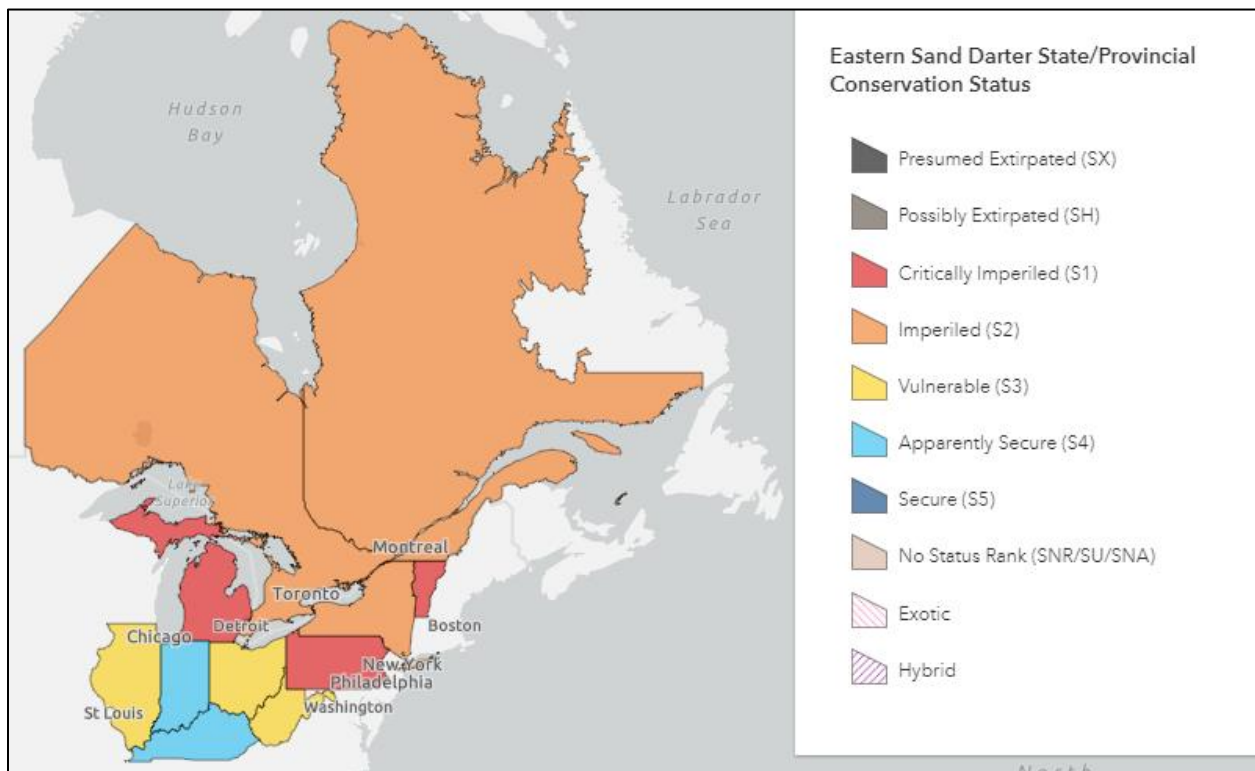 Hudson
Bay
Labrador
Sea
Lake
Superior
Montreal
Toronto
Detroit
Boston
Chicago
New York
Philadelphia
Washington
St Louis
North
Eastern Sand Darter State/Provincial
Conservation Status
Presumed Extirpated (SX)
Possibly Extirpated (SH)
Critically Imperiled (S1)
Imperiled (S2)
Vulnerable (S3)
Apparently Secure (S4)
Secure (S5)
No Status Rank (SNR/SU/SNA)
Exotic
Hybrid